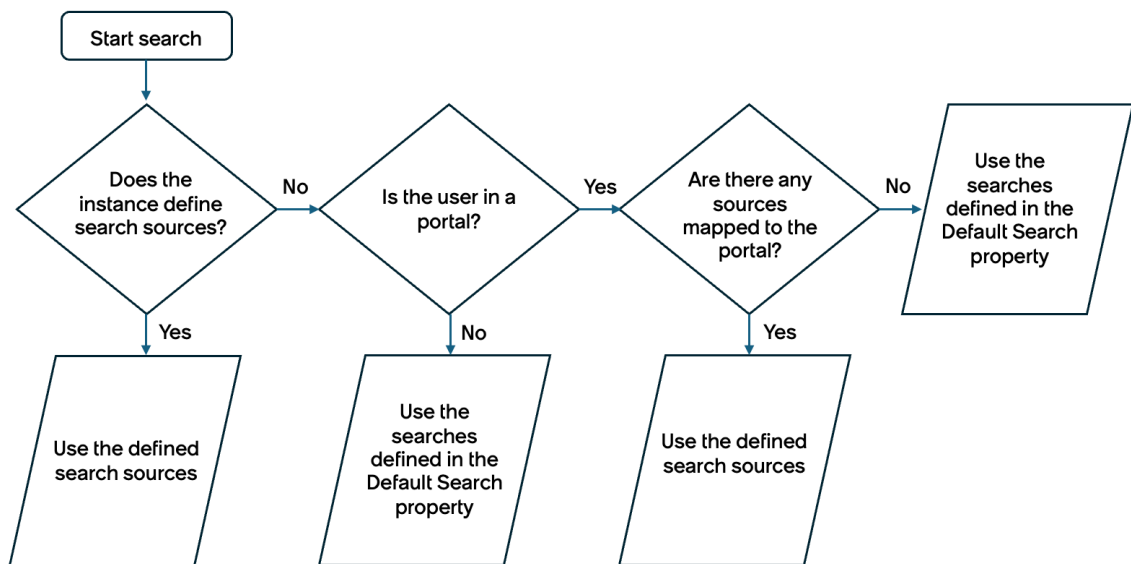 Start search
Does the
instance define
search sources?
No
Is the user in a
portal?
Yes
Are there any
sources
mapped to the
portal?
No
Use the
searches
defined in the
Default Search
property
Yes
Use the defined
search sources
No
Use the
searches
defined in the
Default Search
property
Yes
Use the defined
search sources